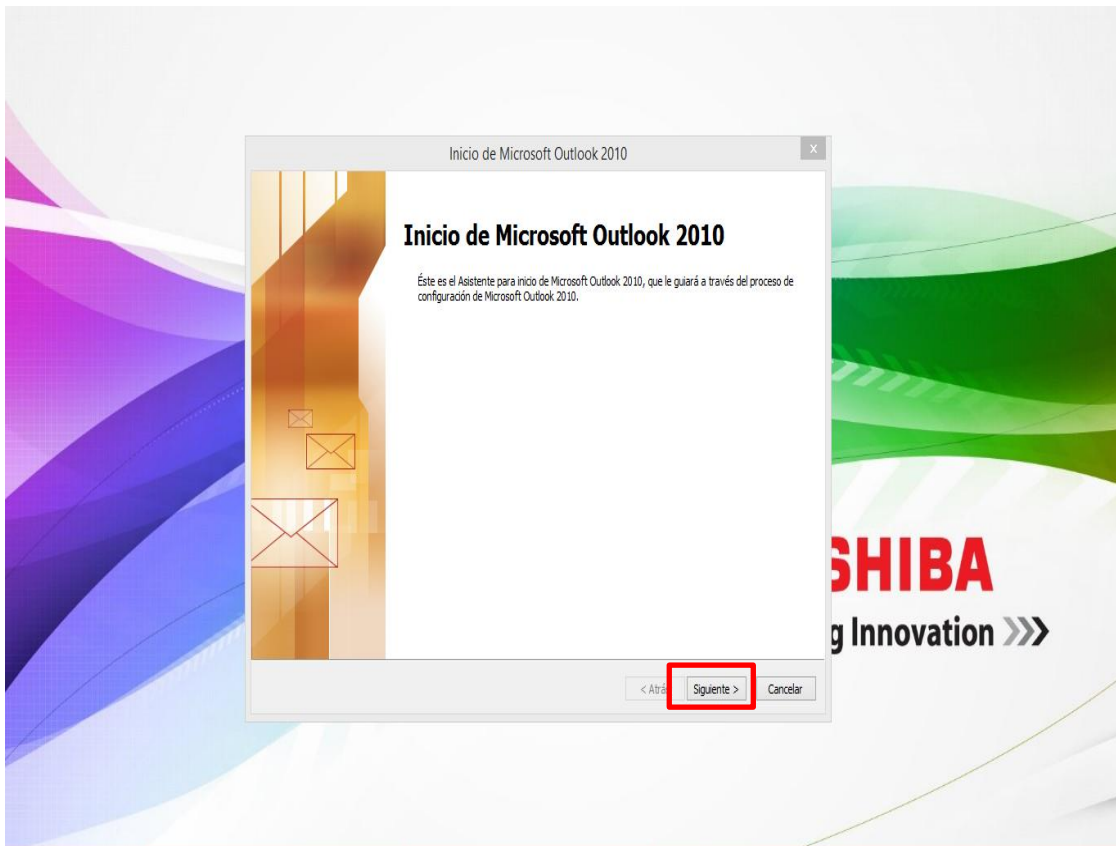 Inicio de Microsoft Outlook 2010
x
Inicio de Microsoft Outlook 2010
Éste es el Asistente para inicio de Microsoft Outlook 2010, que le guiará a través del proceso de
configuración de Microsoft Outlook 2010.
SHIBA
g Innovation >>>
< Atrá
Siguiente >
Cancelar